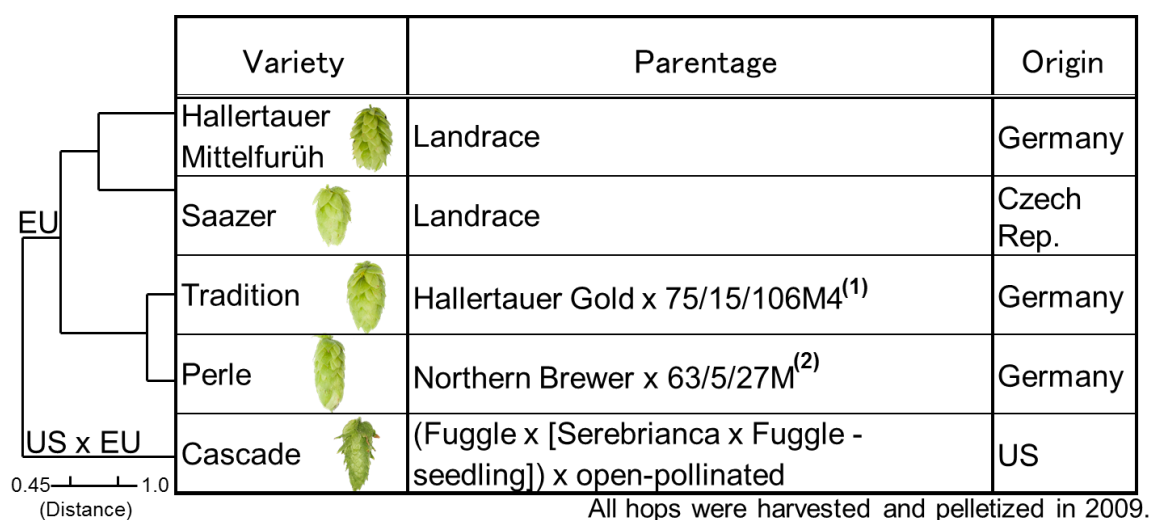 Variety Parentage Origin
Hallertauer
Mittelfurüh
Landrace
Germany
Saazer
Landrace
Czech
Rep.
EU
Tradition
Hallertauer Gold x 75/15/106M4(1)
Germany
Perle
Northern Brewer x 63/5/27M(2)
Germany
US x EU
Cascade
(Fuggle x [Serebrianca x Fuggle -
seedling]) x open-pollinated
US
0.45 1.0
(Distance)
All hops were harvested and pelletized in 2009.